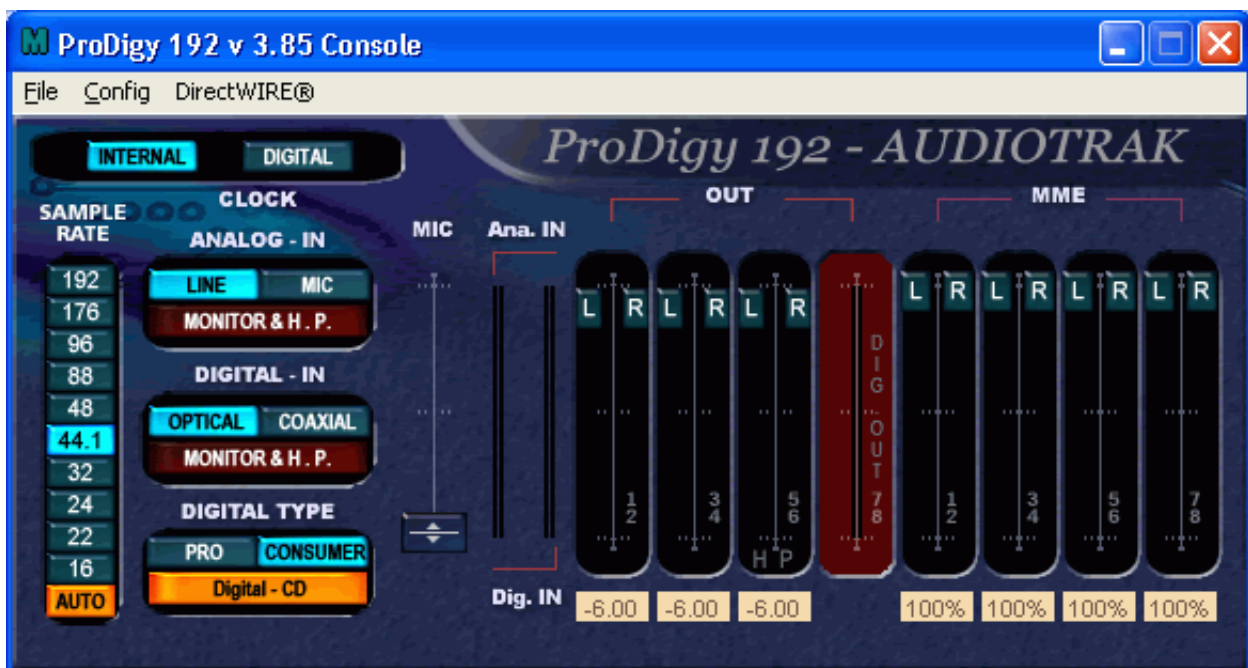 ProDigy 192 v 3.85 Console
File Config DirectWIRE®
ProDigy 192 - AUDIOTRAK
INTERNAL DIGITAL
CLOCK
SAMPLE
RATE
192
176
96
88
48
44.1
32
24
22
16
AUTO
ANALOG - IN
LINE MIC
MONITOR & H . P.
DIGITAL - IN
OPTICAL COAXIAL
MONITOR & H . P.
DIGITAL TYPE
PRO CONSUMER
Digital - CD
MIC
Ana. IN
Dig. IN
OUT
L R L R L R
1 2
3 4
5 6
H P
DIG.OUT 7 8
-6.00 -6.00 -6.00
MME
L R L R L R L R
1 2
3 4
5 6
7 8
100% 100% 100% 100%